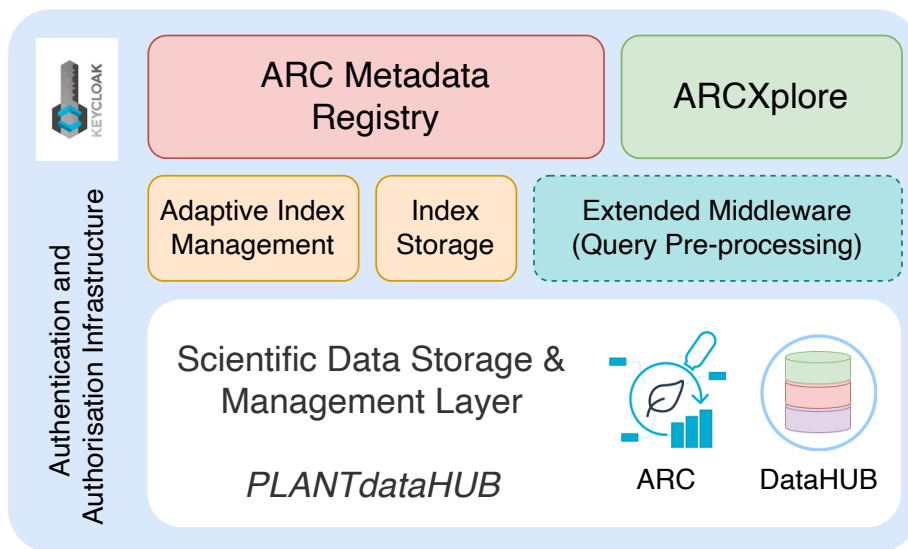 KEYCLOAK
ARC Metadata
Registry
ARCXplore
Adaptive Index
Management
Index
Storage
Extended Middleware
(Query Pre-processing)
Authentication and
Authorisation Infrastructure
Scientific Data Storage &
Management Layer
PLANTdataHUB
ARC
DataHUB